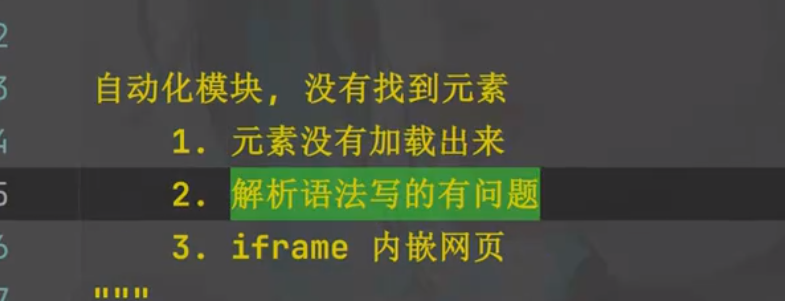 2
3 自动化模块, 没有找到元素
4 1. 元素没有加载出来
5 2. 解析语法写的有问题
6 3. iframe 内嵌网页
7 """